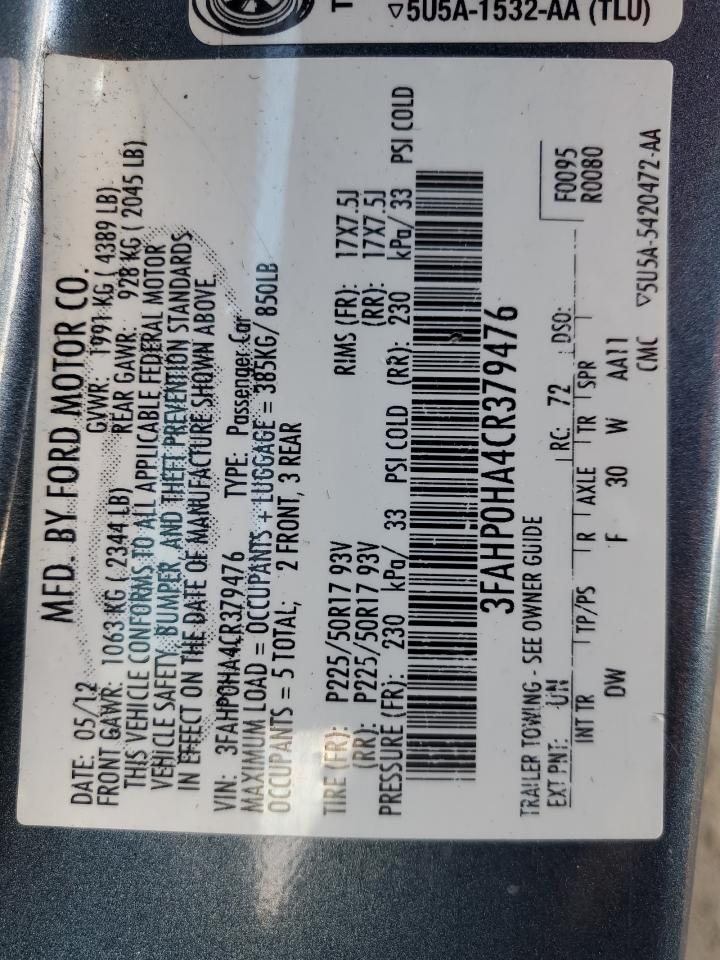 ▽5U5A-1532-AA (TLU)
MFD. BY FORD MOTOR CO.
DATE: 05/12 GVWR: 1991 KG ( 4389 LB)
FRONT GAWR: 1063 KG ( 2344 LB) REAR GAWR: 928 KG ( 2045 LB)
THIS VEHICLE CONFORMS TO ALL APPLICABLE FEDERAL MOTOR
VEHICLE SAFETY, BUMPER, AND THEFT PREVENTION STANDARDS
IN EFFECT ON THE DATE OF MANUFACTURE SHOWN ABOVE.
VIN: 3FAHP0HA4CR379476 TYPE: Passenger Car
MAXIMUM LOAD = OCCUPANTS + LUGGAGE = 385KG/ 850LB
OCCUPANTS = 5 TOTAL; 2 FRONT, 3 REAR
TIRE (FR): P225/50R17 93V RIMS (FR): 17X7.5J
(RR): P225/50R17 93V (RR): 17X7.5J
PRESSURE (FR): 230 kPa/ 33 PSI COLD (RR): 230 kPa/ 33 PSI COLD
3FAHP0HA4CR379476
TRAILER TOWING - SEE OWNER GUIDE
F0095
R0080
EXT PNT: UN RC: 72 DSO:
INT TR TP/PS R AXLE TR SPR
DW F 30 W AA11
CMC ▽5U5A-5420472-AA